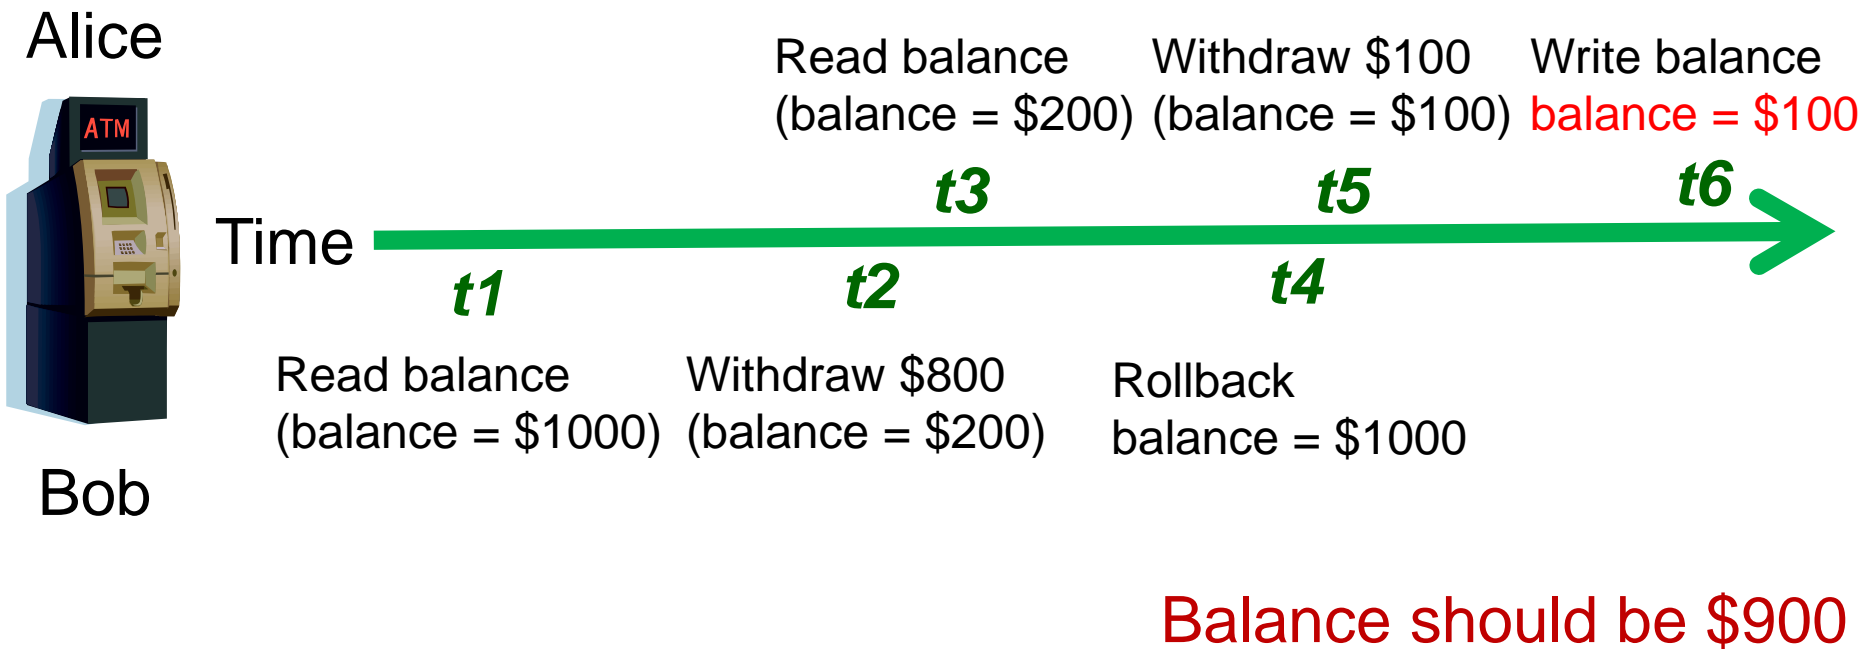 Alice
Read balance
(balance = $200)
Withdraw $100
(balance = $100)
Write balance
balance = $100
ATM
t3
t5
t6
Time
t1
t2
t4
Read balance
(balance = $1000)
Withdraw $800
(balance = $200)
Rollback
balance = $1000
Bob
Balance should be $900